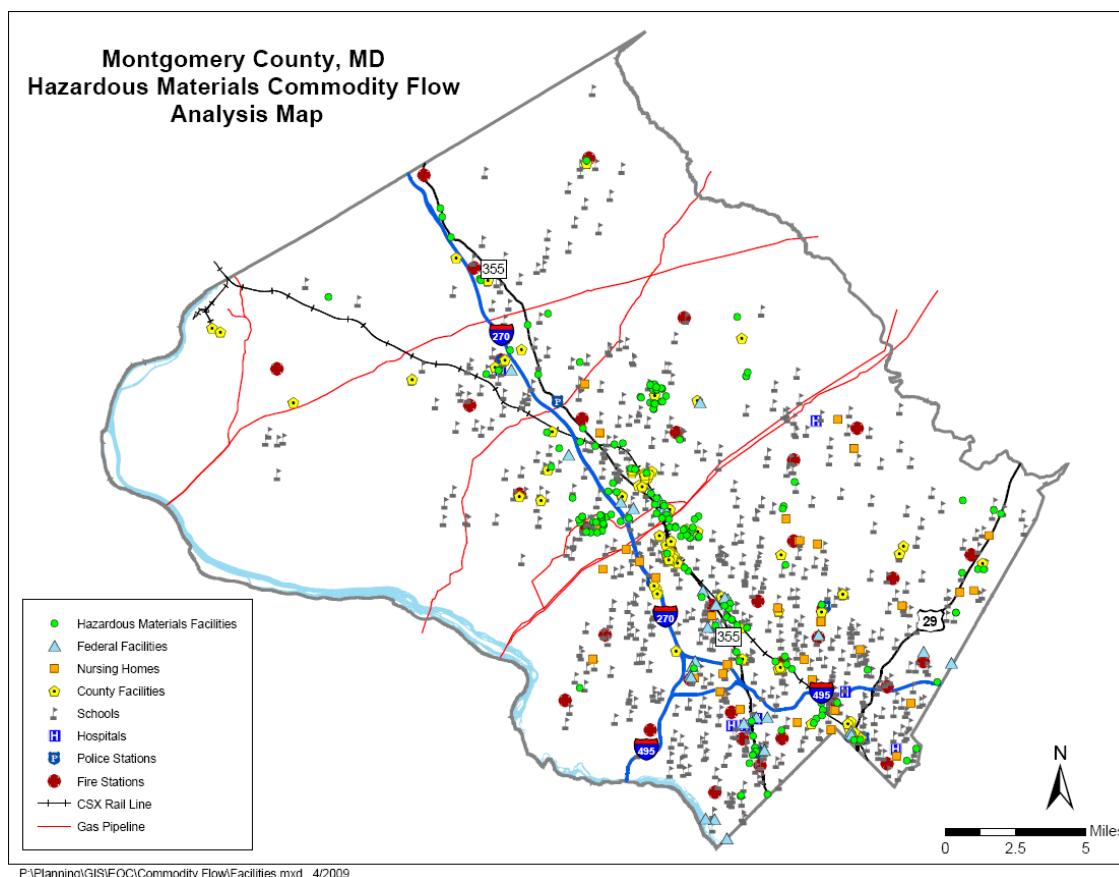 Montgomery County, MD
Hazardous Materials Commodity Flow
Analysis Map
355
270
29
270
355
495
495
Hazardous Materials Facilities
Federal Facilities
Nursing Homes
County Facilities
Schools
H Hospitals
P Police Stations
Fire Stations
CSX Rail Line
Gas Pipeline
N
Miles
0 2.5 5
P:\Planning\GIS\EOC\Commodity Flow\Facilities.mxd 4/2009